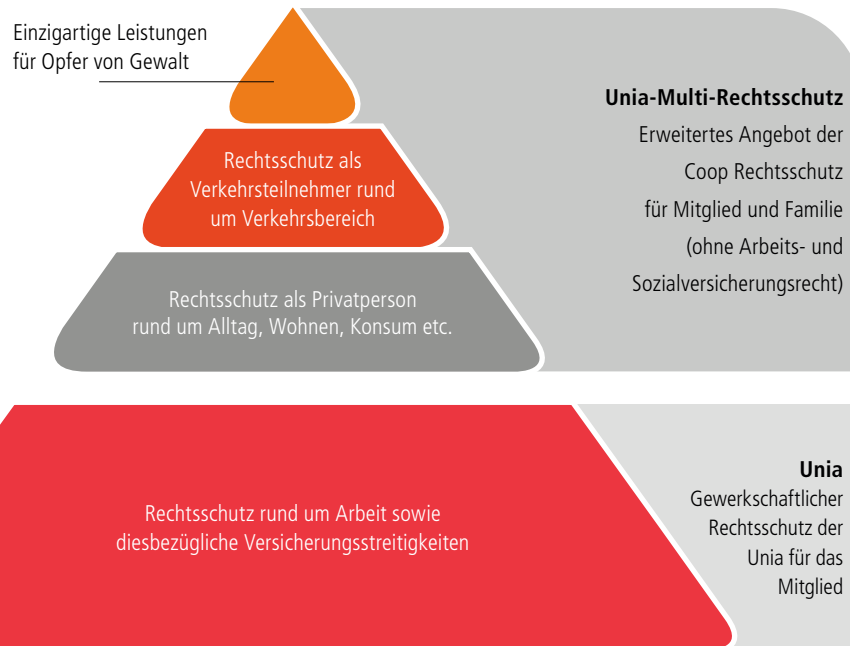 Einzigartige Leistungen
für Opfer von Gewalt
Rechtsschutz als
Verkehrsteilnehmer rund
um Verkehrsbereich
Rechtsschutz als Privatperson
rund um Alltag, Wohnen, Konsum etc.
Unia-Multi-Rechtsschutz
Erweitertes Angebot der
Coop Rechtsschutz
für Mitglied und Familie
(ohne Arbeits- und
Sozialversicherungsrecht)
Rechtsschutz rund um Arbeit sowie
diesbezügliche Versicherungsstreitigkeiten
Unia
Gewerkschaftlicher
Rechtsschutz der
Unia für das
Mitglied